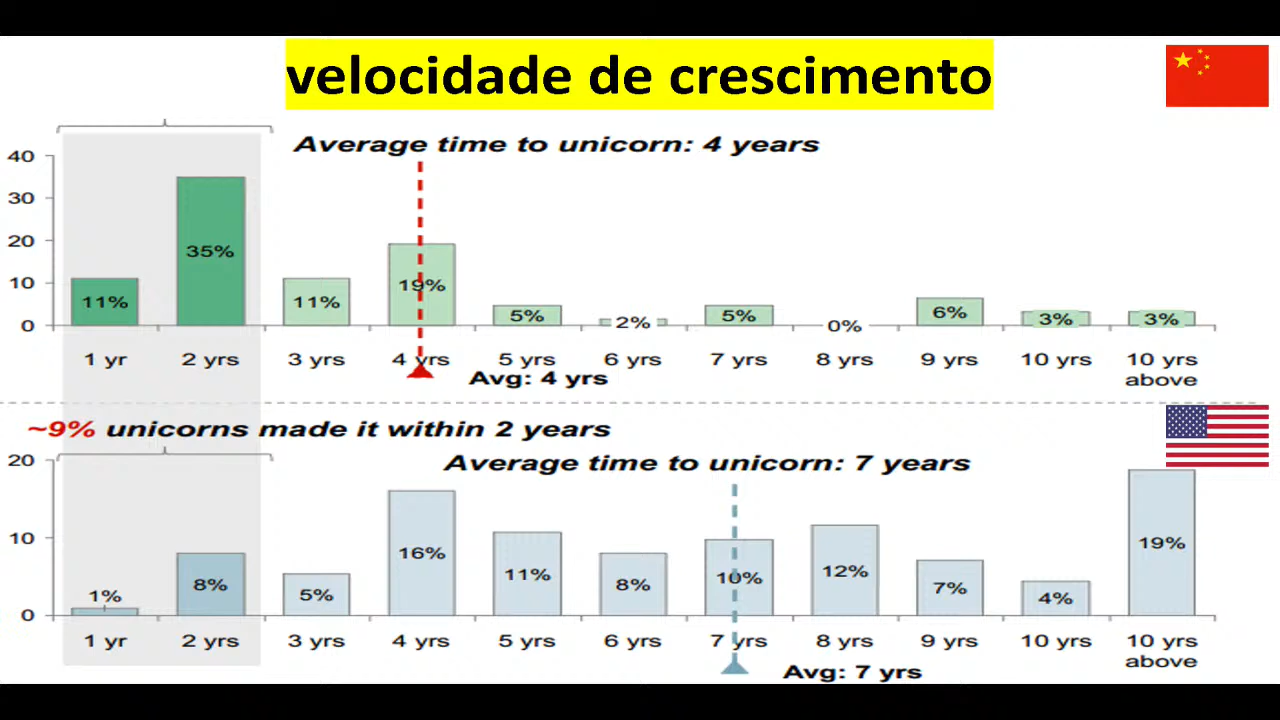 velocidade de crescimento
Average time to unicorn: 4 years
40
30
20
10
0
11%
35%
11%
19%
5%
2%
5%
0%
6%
3%
3%
1 yr
2 yrs
3 yrs
4 yrs
5 yrs
6 yrs
7 yrs
8 yrs
9 yrs
10 yrs
10 yrs above
Avg: 4 yrs
~9% unicorns made it within 2 years
Average time to unicorn: 7 years
20
10
0
1%
8%
5%
16%
11%
8%
10%
12%
7%
4%
19%
1 yr
2 yrs
3 yrs
4 yrs
5 yrs
6 yrs
7 yrs
8 yrs
9 yrs
10 yrs
10 yrs above
Avg: 7 yrs